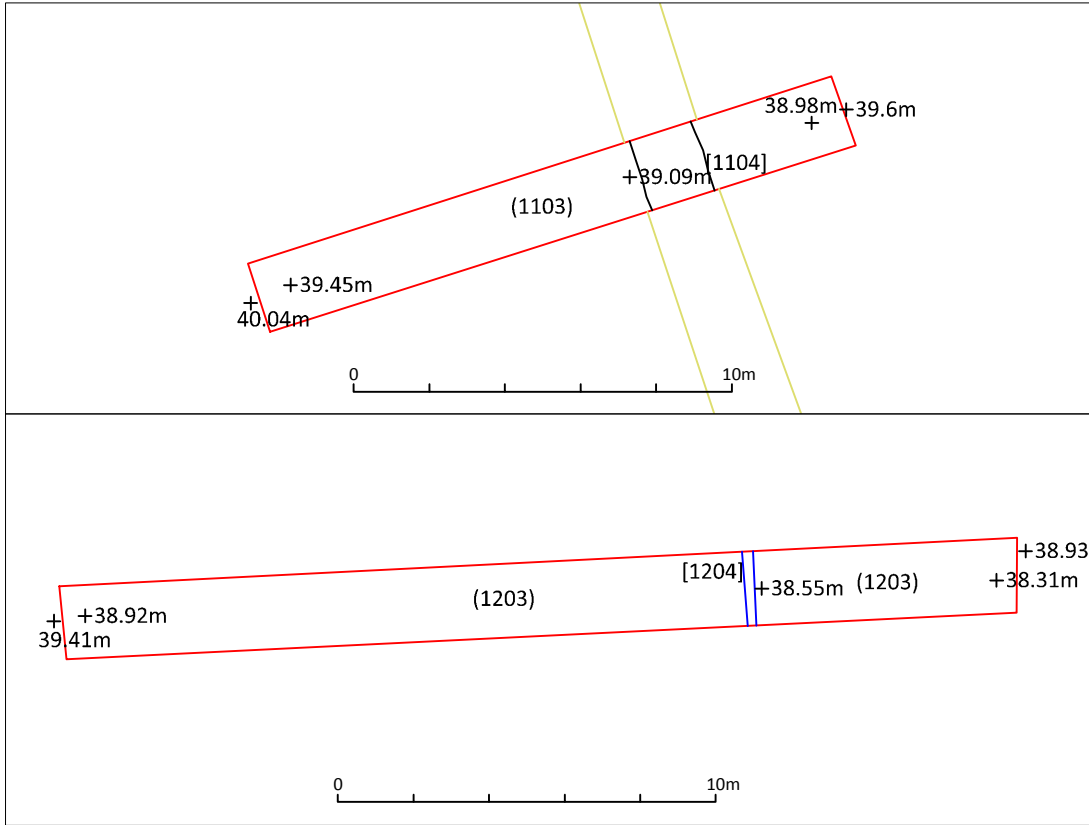 38.98m
39.6m
[1104]
39.09m
(1103)
39.45m
40.04m
0
10m
38.93
[1204]
38.31m
(1203)
38.55m
(1203)
38.92m
39.41m
0
10m